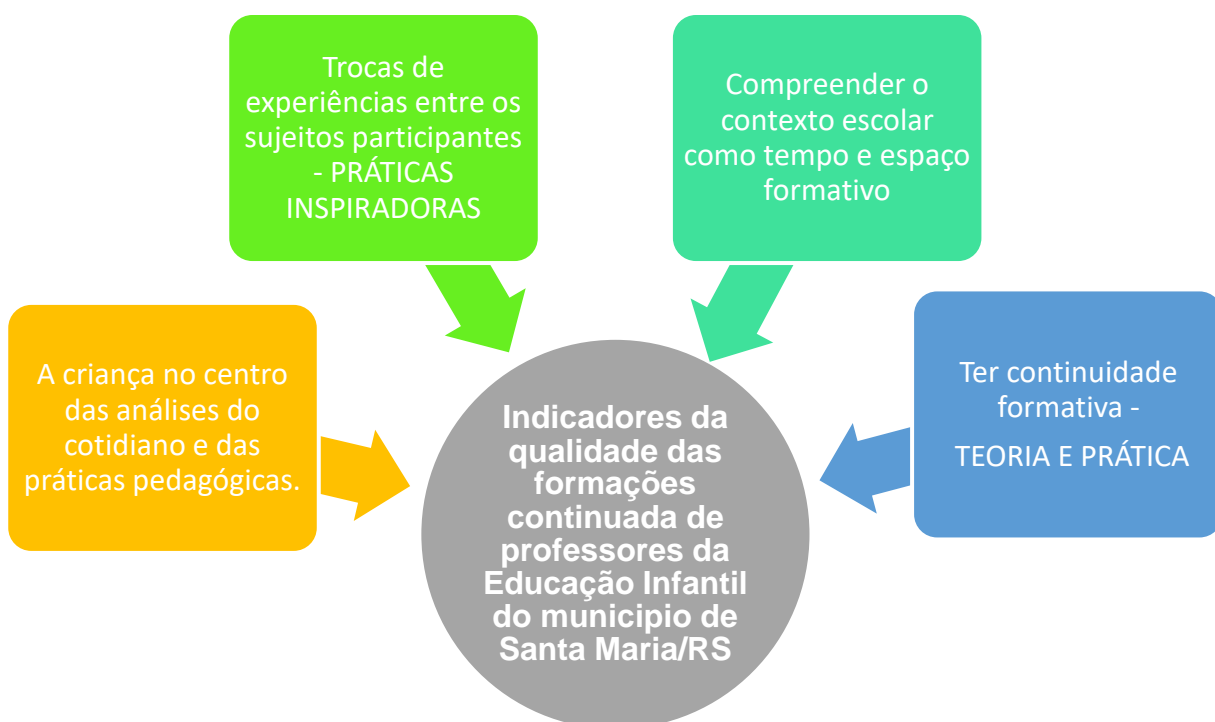 Trocas de
experiências entre os
sujeitos participantes
- PRÁTICAS
INSPIRADORAS
Compreender o
contexto escolar
como tempo e espaço
formativo
A criança no centro
das análises do
cotidiano e das
práticas pedagógicas.
Ter continuidade
formativa -
TEORIA E PRÁTICA
Indicadores da
qualidade das
formações
continuada de
professores da
Educação Infantil
do municipio de
Santa Maria/RS